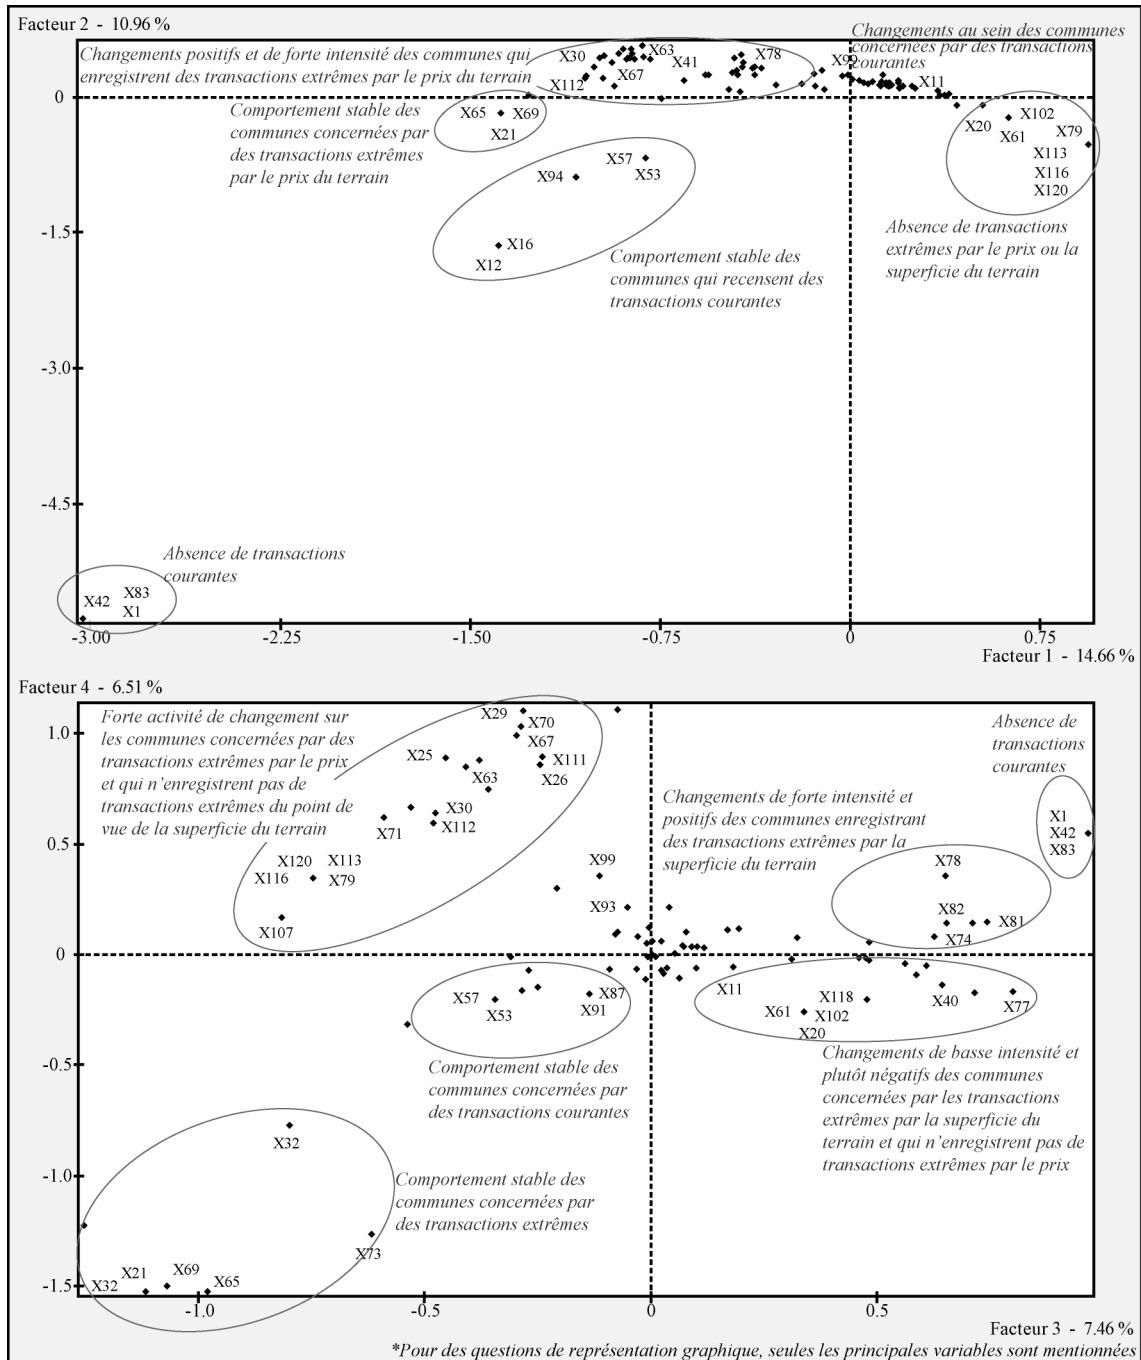 Facteur 2 - 10.96 %
Changements au sein des communes
concernées par des transactions
courantes
Changements positifs et de forte intensité des communes qui
enregistrent des transactions extrêmes par le prix du terrain
X30
X63
X41
X78
X99
X67
X112
X11
0
Comportement stable des
communes concernées par
des transactions extrêmes
par le prix du terrain
X65
X69
X21
X20
X102
X61
X79
X113
X116
X120
X57
X53
X94
X16
X12
-1.5
Absence de transactions
extrêmes par le prix ou la
superficie du terrain
Comportement stable des
communes qui recensent des
transactions courantes
-3.0
-4.5
Absence de transactions
courantes
X42
X83
X1
-3.00
-2.25
-1.50
-0.75
0
0.75
Facteur 1 - 14.66 %
Facteur 4 - 6.51 %
Forte activité de changement sur
les communes concernées par des
transactions extrêmes par le prix
et qui n'enregistrent pas de
transactions extrêmes du point de
vue de la superficie du terrain
1.0
X29
X70
X67
X25
X111
X63
X26
X30
X71
X112
Absence de
transactions
courantes
X1
X42
X83
Changements de forte intensité et
positifs des communes enregistrant
des transactions extrêmes par la
superficie du terrain
0.5
X120
X113
X116
X79
X107
X99
X93
X78
X82
X81
X74
0
X57
X53
X87
X91
X11
X118
X61
X102
X20
X40
X77
Comportement stable des
communes concernées par
des transactions courantes
Changements de basse intensité et
plutôt négatifs des communes
concernées par les transactions
extrêmes par la superficie du
terrain et qui n'enregistrent pas de
transactions extrêmes par le prix
-0.5
X32
-1.0
Comportement stable des
communes concernées par
des transactions extrêmes
X73
X21
X69
X32
X65
-1.5
-1.0
-0.5
0
0.5
Facteur 3 - 7.46 %
*Pour des questions de représentation graphique, seules les principales variables sont mentionnées